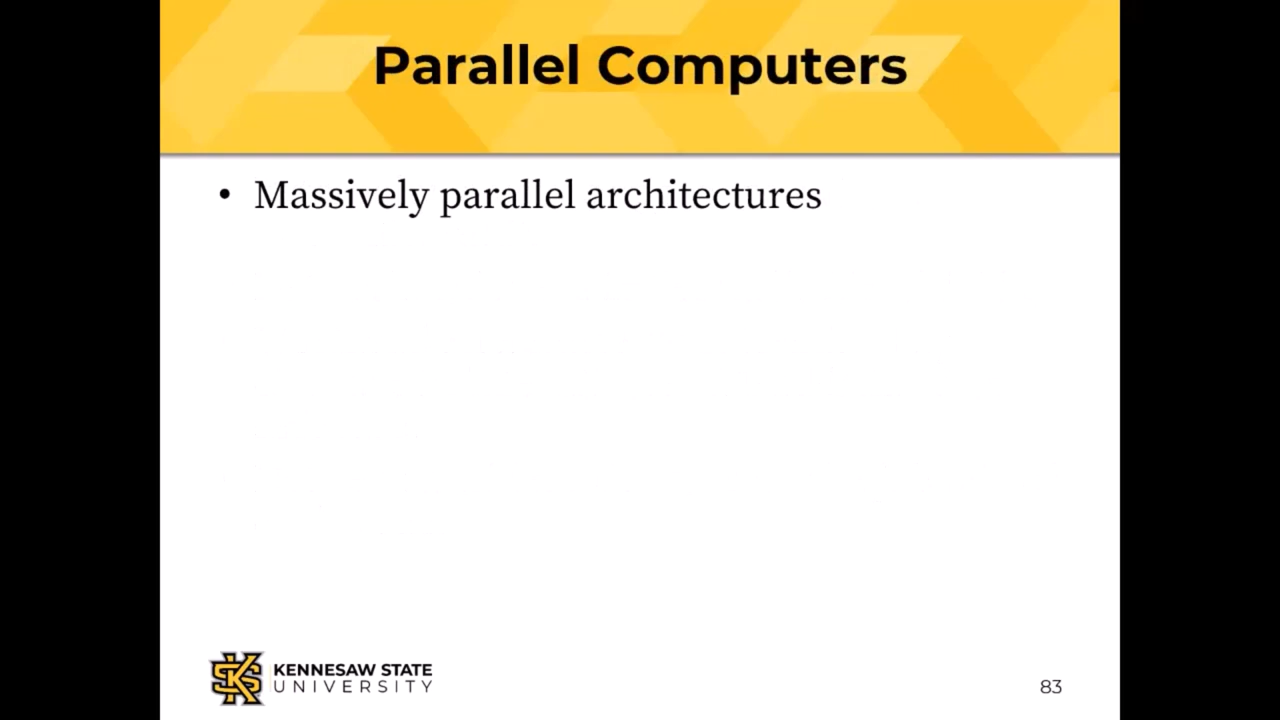 Parallel Computers
• Massively parallel architectures
KENNESAW STATE
UNIVERSITY
83